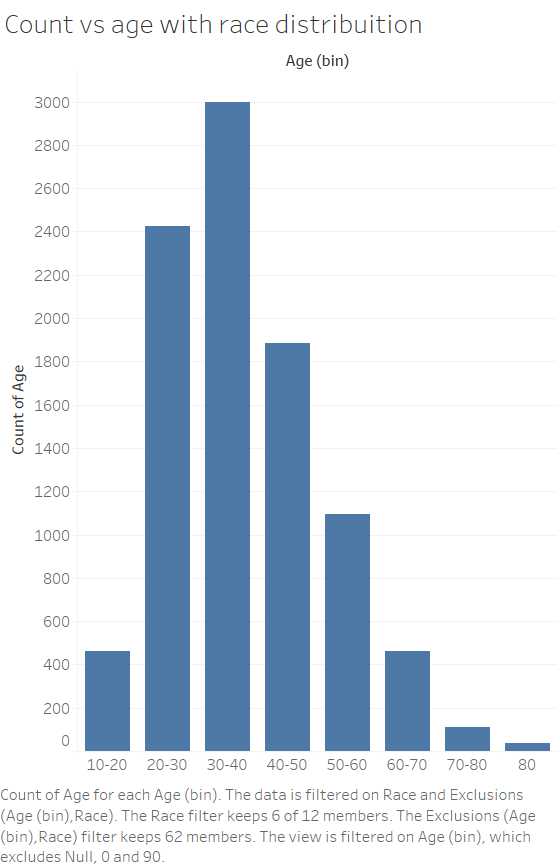 Count vs age with race distribuition
Age (bin)
Count of Age
3000
2800
2600
2400
2200
2000
1800
1600
1400
1200
1000
800
600
400
200
0
10-20 20-30 30-40 40-50 50-60 60-70 70-80 80
Count of Age for each Age (bin). The data is filtered on Race and Exclusions
(Age (bin),Race). The Race filter keeps 6 of 12 members. The Exclusions (Age
(bin),Race) filter keeps 62 members. The view is filtered on Age (bin), which
excludes Null, 0 and 90.